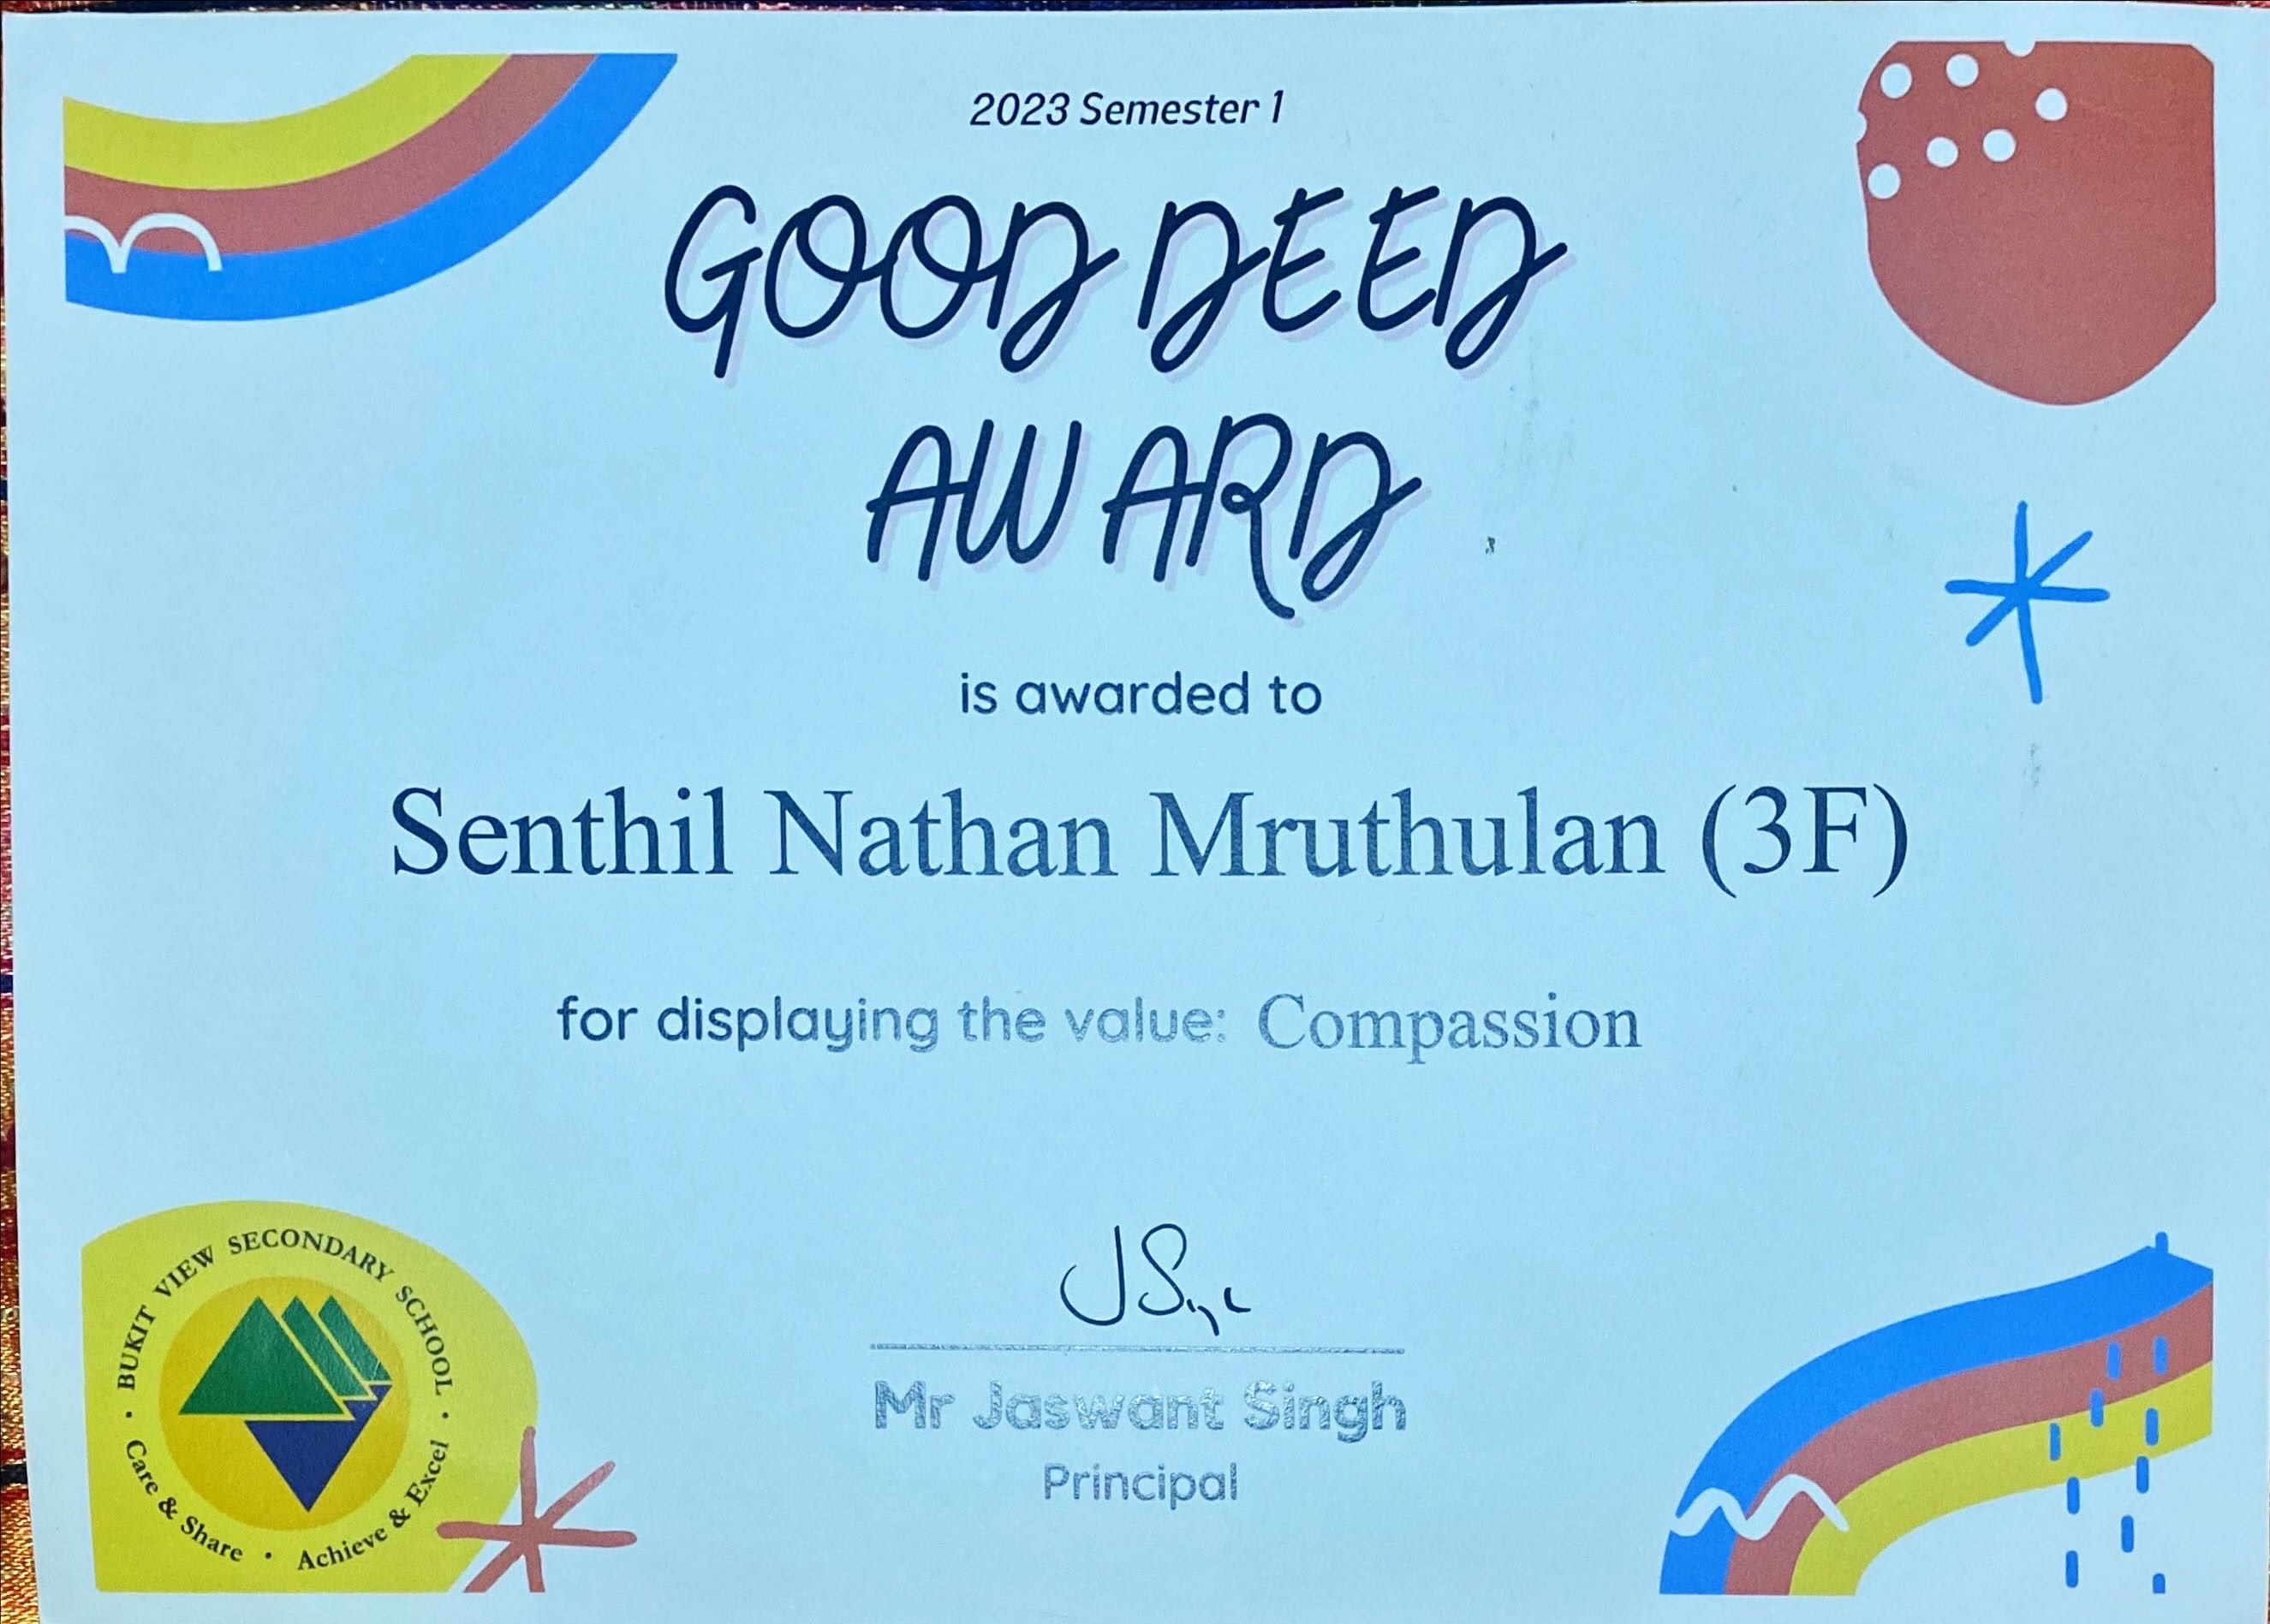 2023 Semester 1
GOOD DEED
AWARD
is awarded to
Senthil Nathan Mruthulan (3F)
for displaying the value: Compassion
Mr Jaswant Singh
Principal
· BUKIT VIEW SECONDARY SCHOOL ·
Care & Share · Achieve & Excel